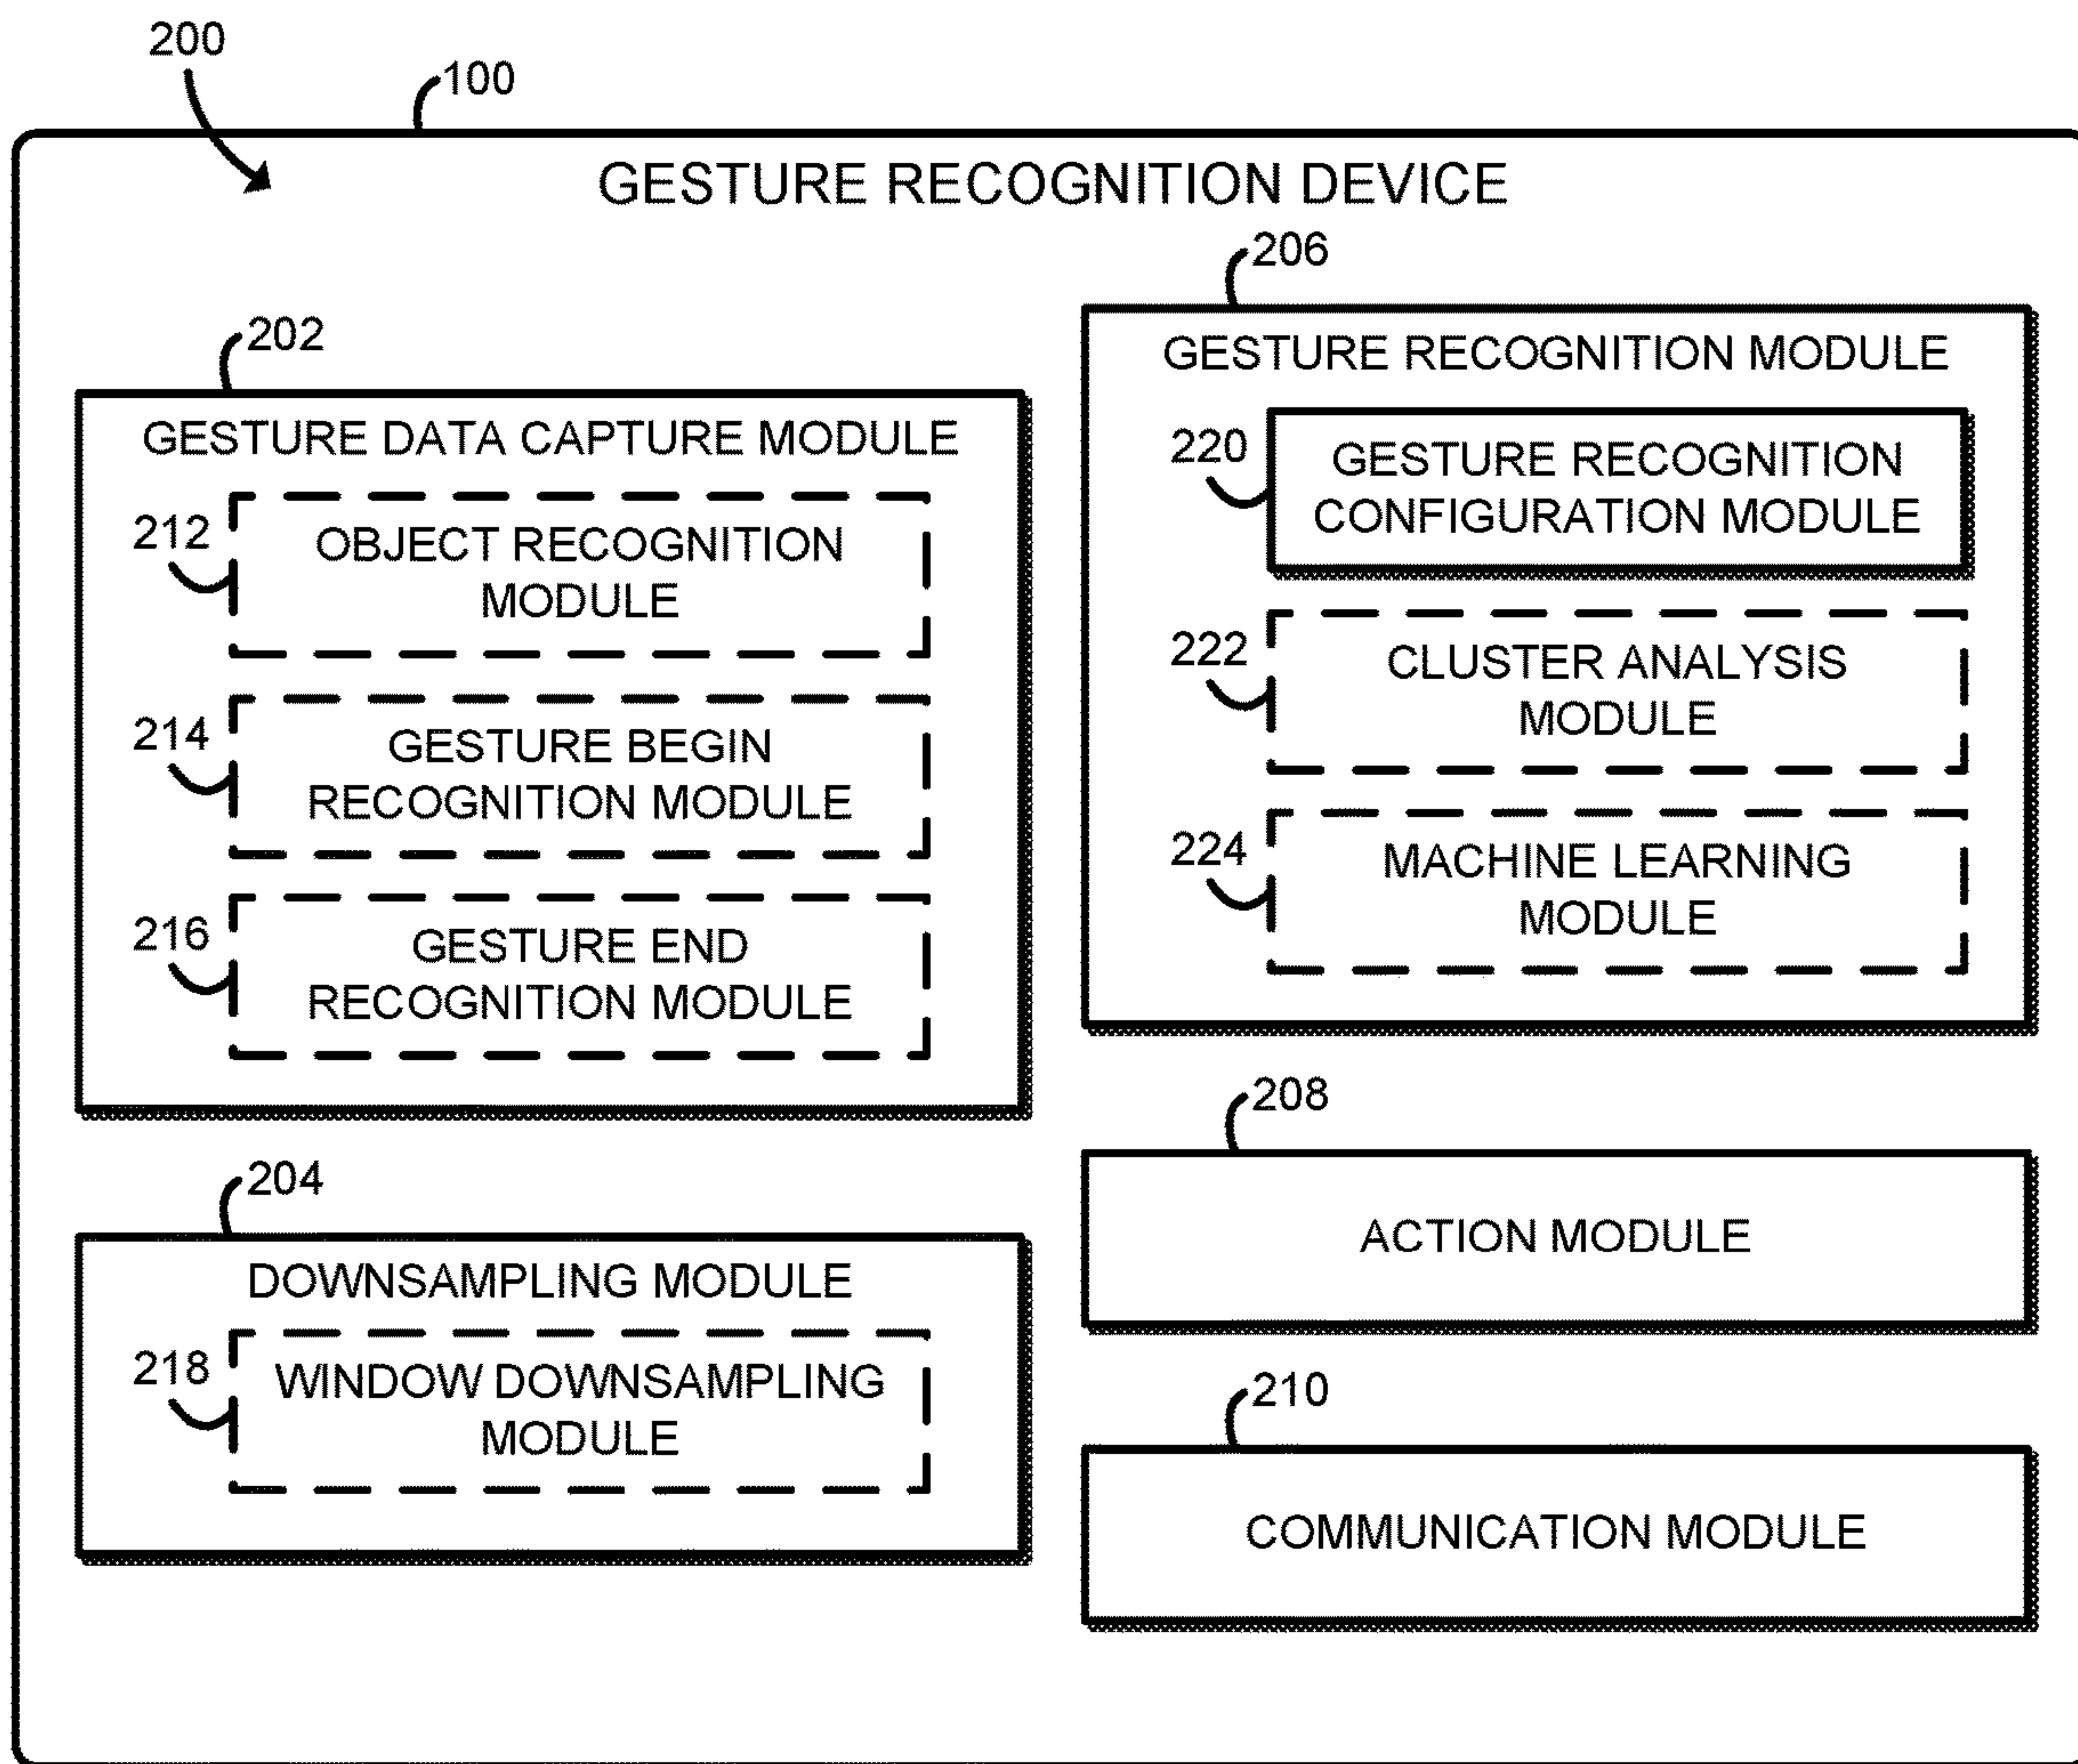 200
100
GESTURE RECOGNITION DEVICE
202
GESTURE DATA CAPTURE MODULE
212
OBJECT RECOGNITION
MODULE
214
GESTURE BEGIN
RECOGNITION MODULE
216
GESTURE END
RECOGNITION MODULE
204
DOWNSAMPLING MODULE
218
WINDOW DOWNSAMPLING
MODULE
206
GESTURE RECOGNITION MODULE
220
GESTURE RECOGNITION
CONFIGURATION MODULE
222
CLUSTER ANALYSIS
MODULE
224
MACHINE LEARNING
MODULE
208
ACTION MODULE
210
COMMUNICATION MODULE